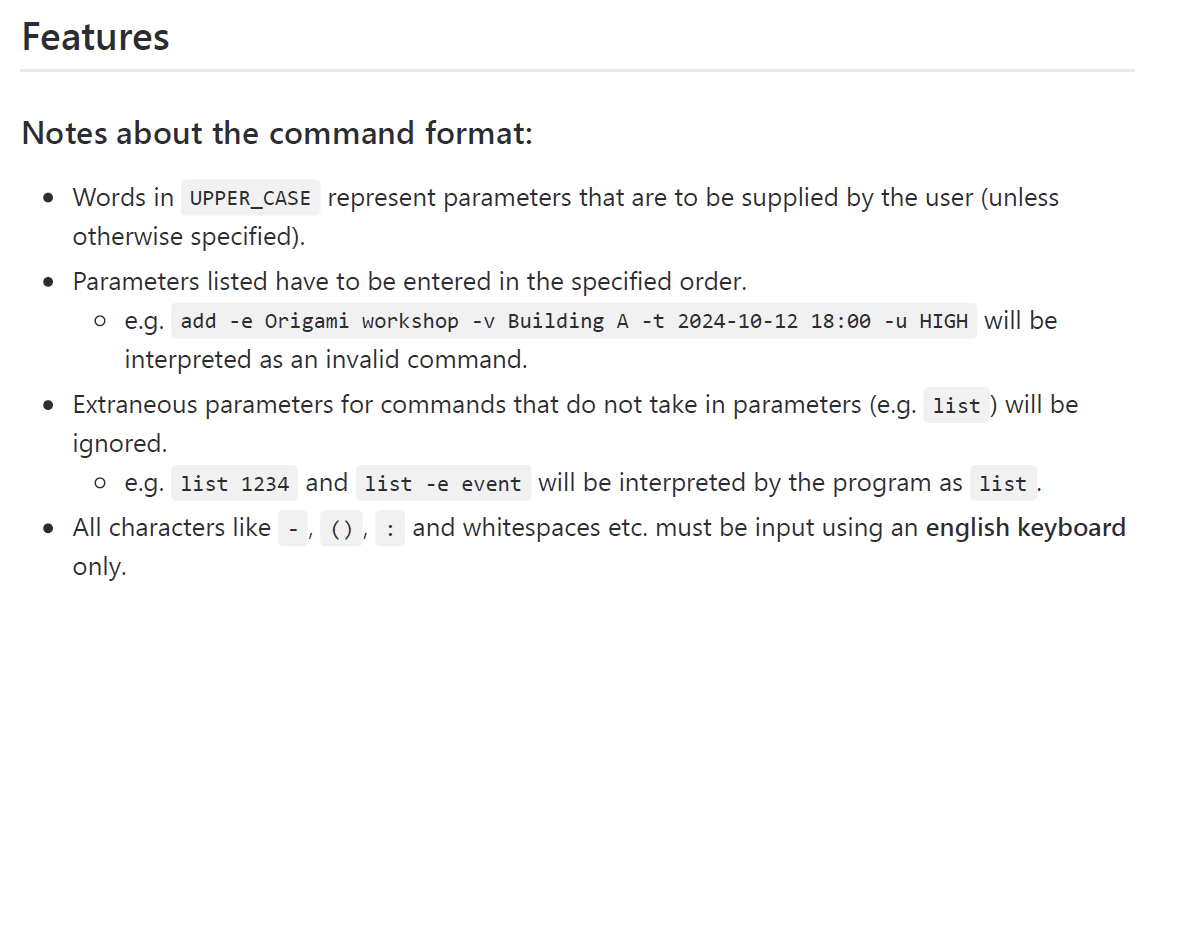 Features
Notes about the command format:
Words in UPPER_CASE represent parameters that are to be supplied by the user (unless
otherwise specified).
Parameters listed have to be entered in the specified order.
e.g. add -e Origami workshop -v Building A -t 2024-10-12 18:00 -u HIGH will be
interpreted as an invalid command.
Extraneous parameters for commands that do not take in parameters (e.g. list ) will be
ignored.
e.g. list 1234 and list -e event will be interpreted by the program as list .
All characters like - , () , : and whitespaces etc. must be input using an english keyboard
only.